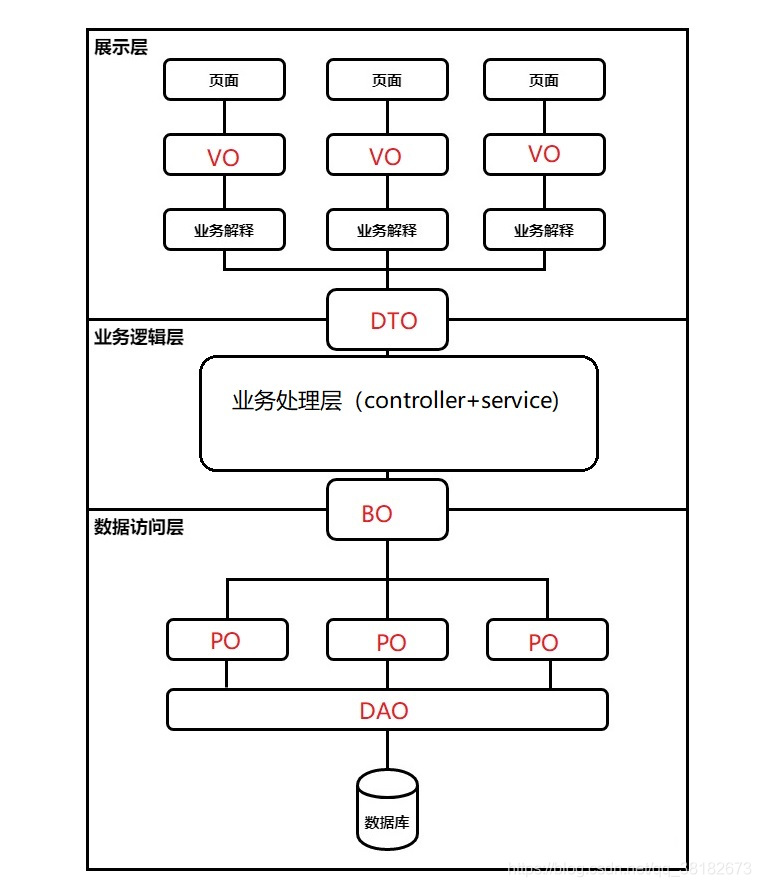 展示层
页面
页面
页面
VO
VO
VO
业务解释
业务解释
业务解释
DTO
业务逻辑层
业务处理层（controller+service)
BO
数据访问层
PO
PO
PO
DAO
数据库
https://blog.csdn.net/qq_38182673